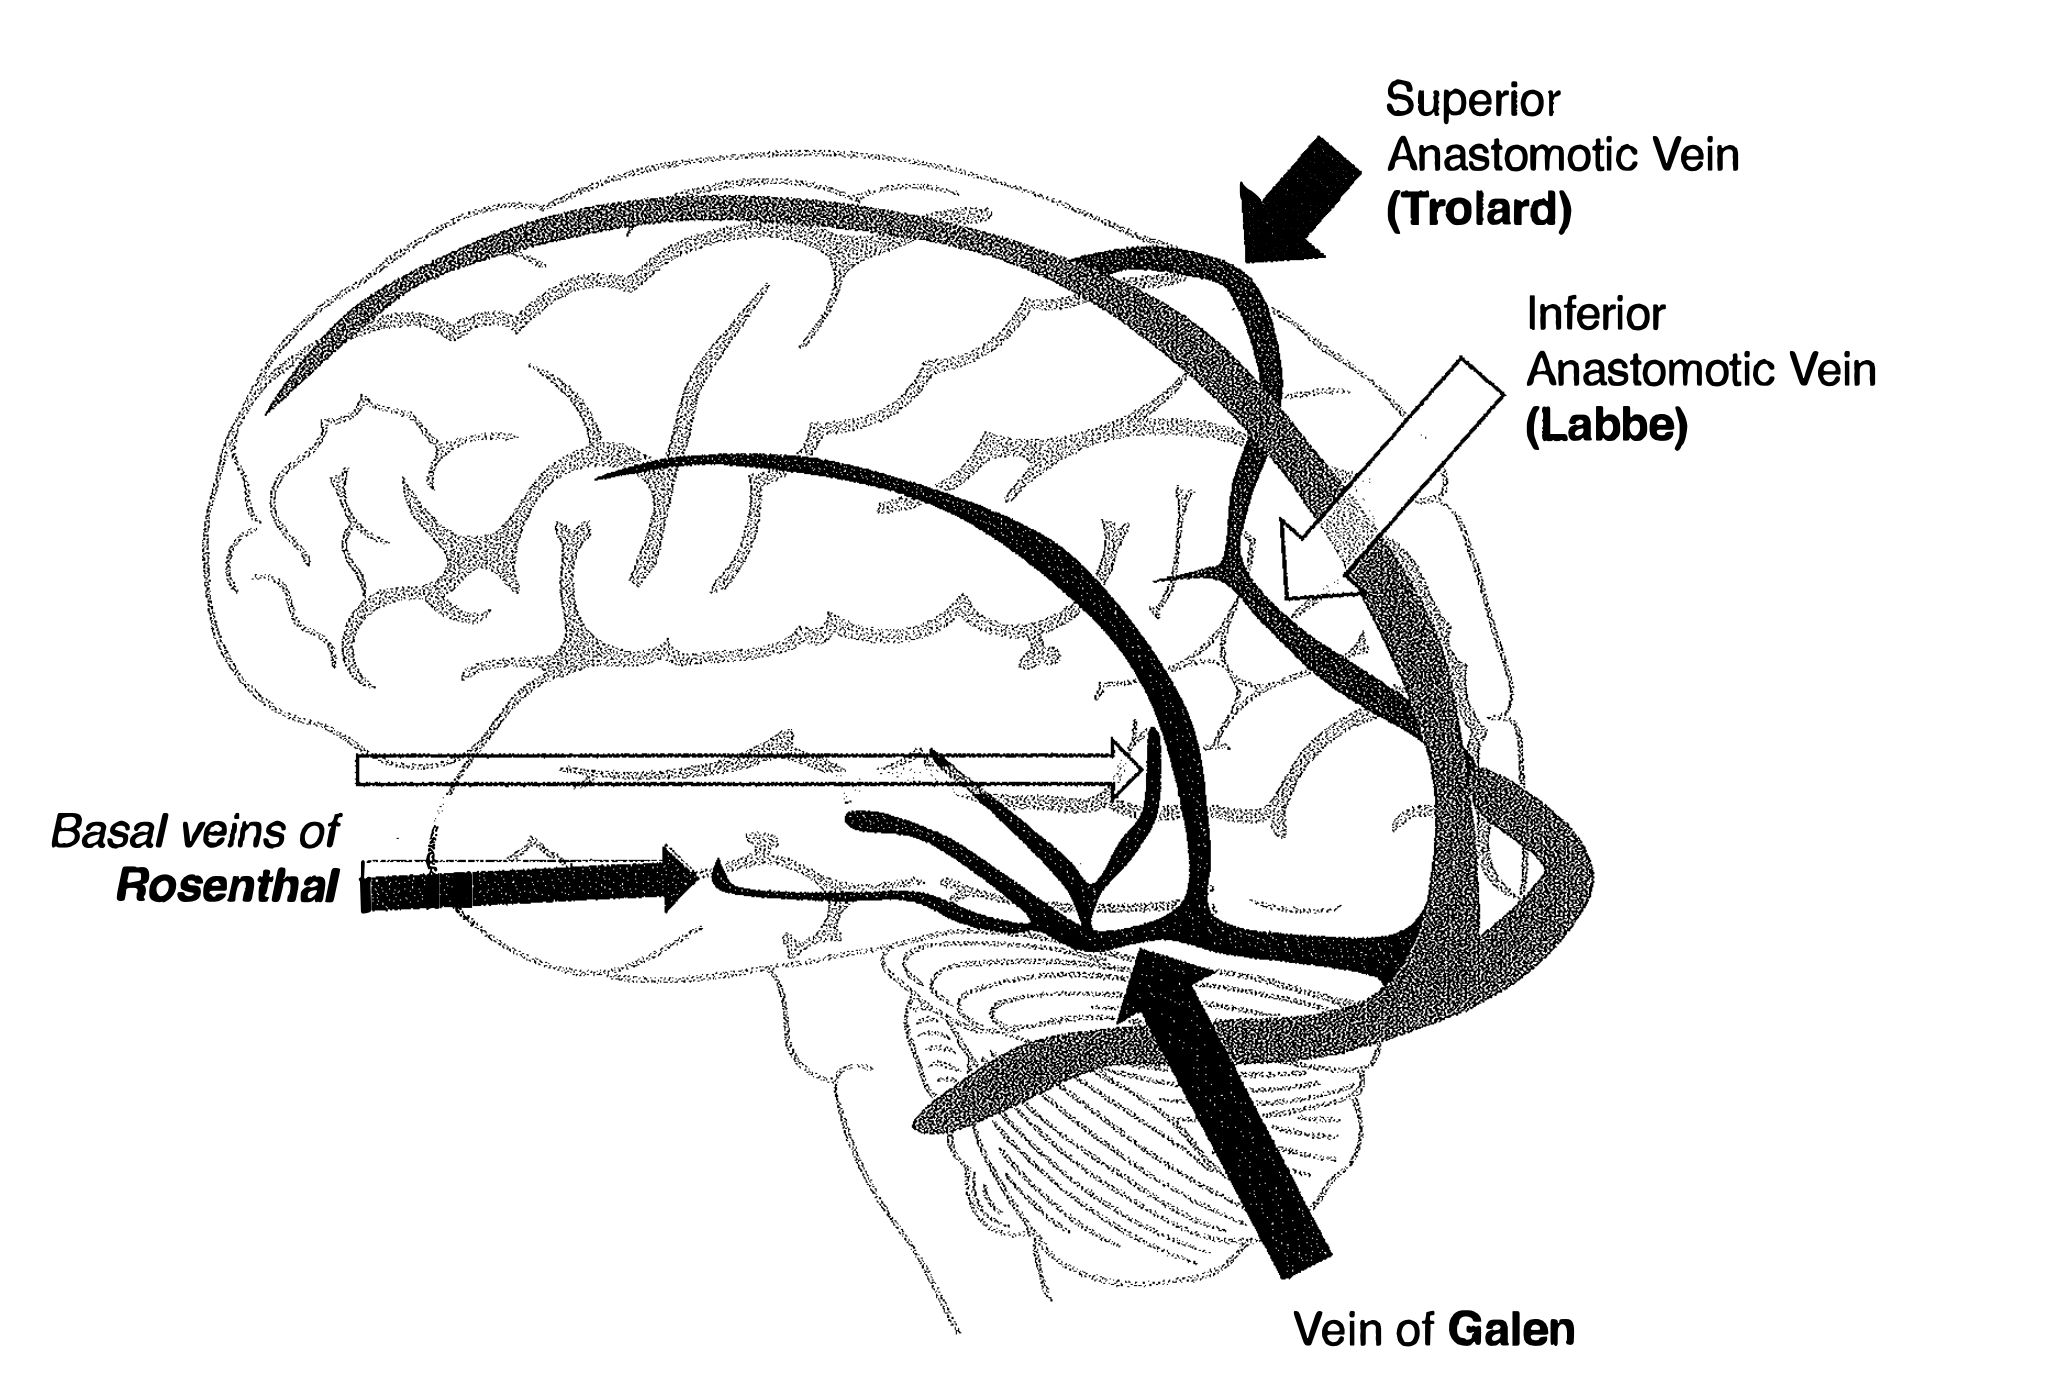 Superior
Anastomotic Vein
(Trolard)
Inferior
Anastomotic Vein
(Labbe)
Basal veins of
Rosenthal
Vein of Galen